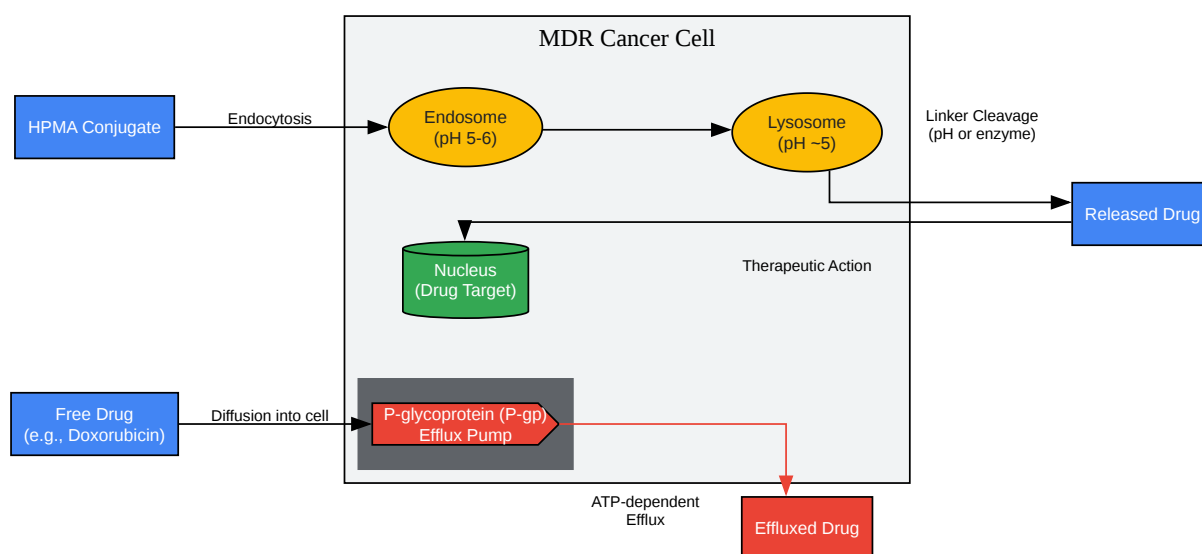 MDR Cancer Cell
HPMA Conjugate
Endocytosis
Endosome
(pH 5-6)
Lysosome
(pH ~5)
Linker Cleavage
(pH or enzyme)
Released Drug
Nucleus
(Drug Target)
Therapeutic Action
Free Drug
(e.g., Doxorubicin)
Diffusion into cell
P-glycoprotein (P-gp)
Efflux Pump
ATP-dependent
Efflux
Effluxed Drug